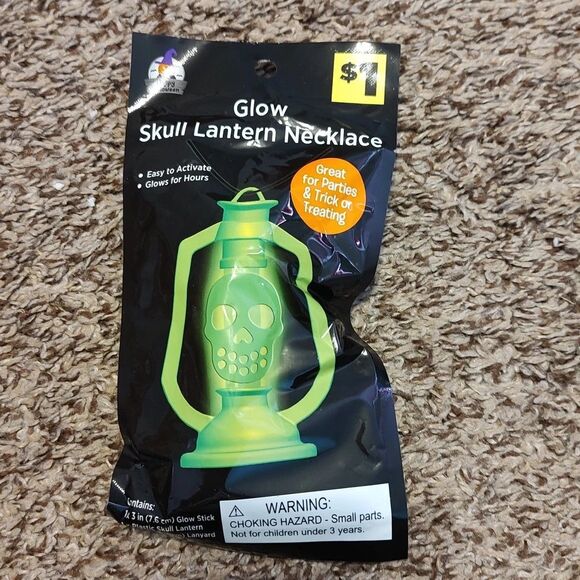 $1
Glow
Skull Lantern Necklace
• Easy to Activate
• Glows for Hours
Great
for Parties
& Trick or
Treating
Contains:
3 in (7.6 cm) Glow Stick
Plastic Skull Lantern
Lanyard
WARNING:
CHOKING HAZARD - Small parts.
Not for children under 3 years.